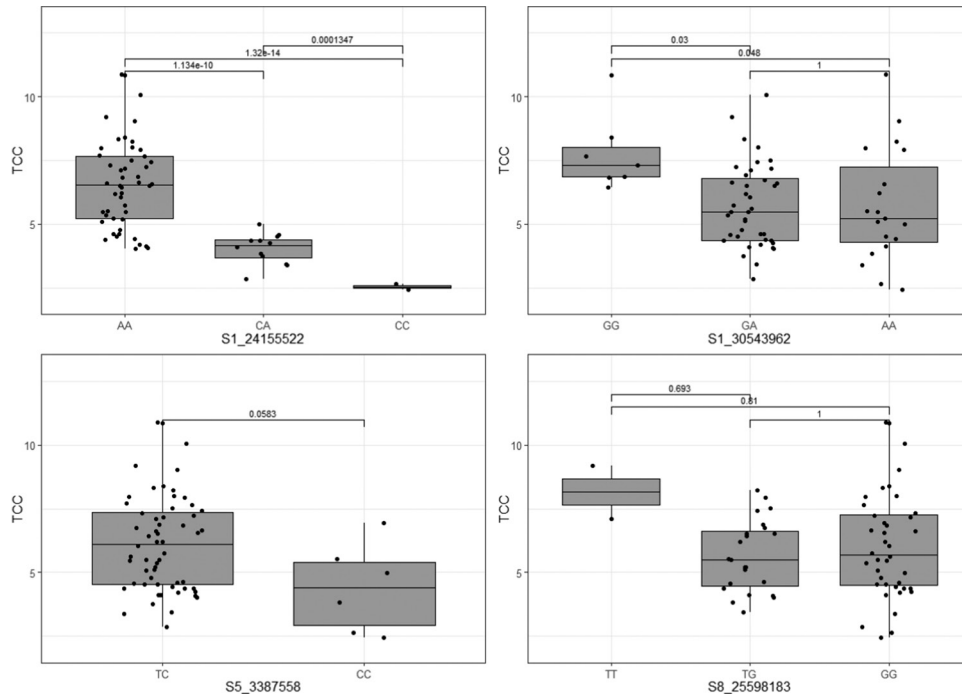 0.0001347
1.32e-14
1.134e-10
10
5
TCC
AA
CA
CC
S1_24155522
0.03
0.048
1
10
5
TCC
GG
GA
AA
S1_30543962
0.0583
10
5
TCC
TC
CC
S5_3387558
0.693
0.81
1
10
5
TCC
TT
TG
GG
S8_25598183